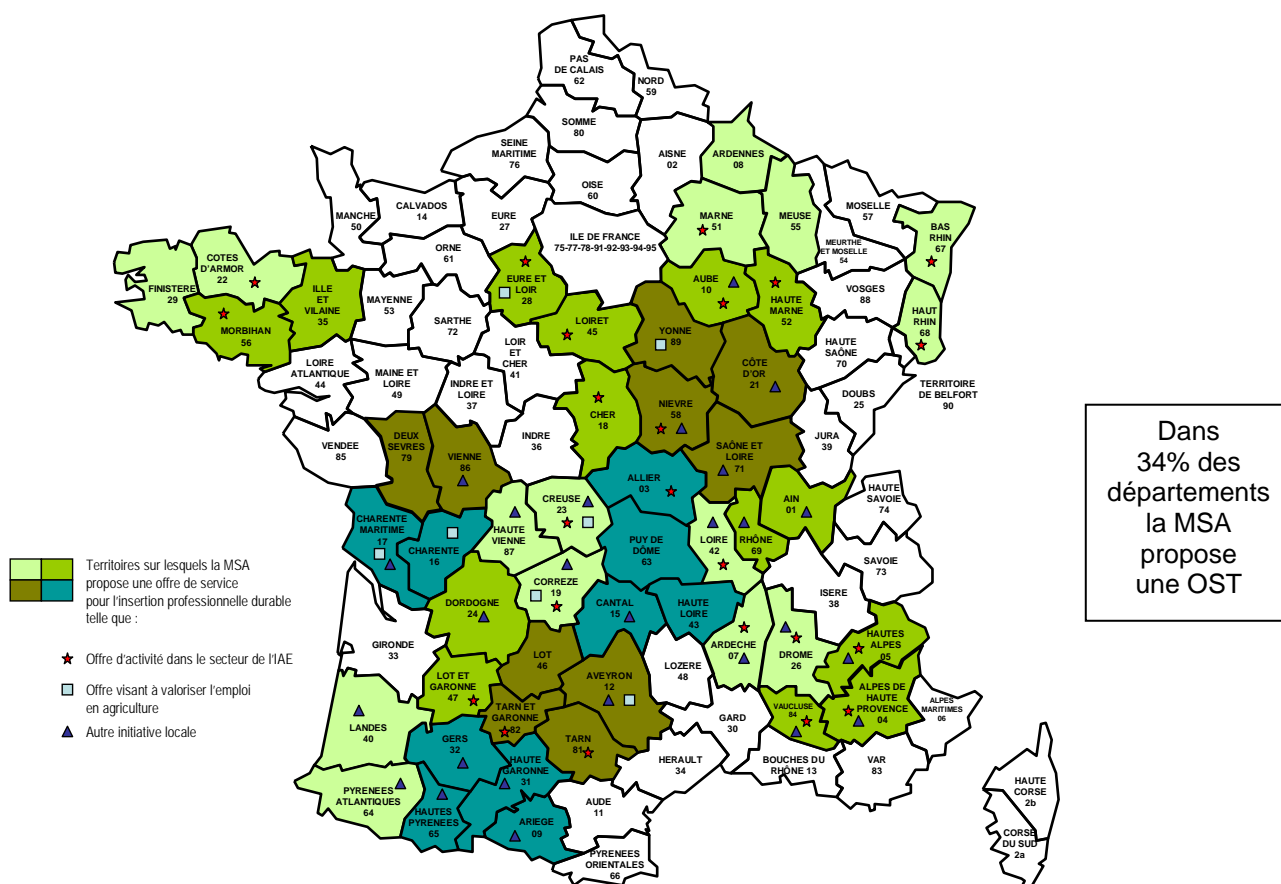 PAS
DE CALAIS
62
NORD
59
SOMME
80
SEINE
MARITIME
76
AISNE
02
ARDENNES
08
OISE
60
MANCHE
50
CALVADOS
14
EURE
27
ILE DE FRANCE
75-77-78-91-92-93-94-95
MARNE
51
MEUSE
55
MOSELLE
57
MEURTHE
ET MOSELLE
54
BAS
RHIN
67
ORNE
61
COTES
D'ARMOR
22
FINISTERE
29
ILLE
ET
VILAINE
35
MORBIHAN
56
MAYENNE
53
SARTHE
72
EURE ET
LOIR
28
AUBE
10
HAUTE
MARNE
52
VOSGES
88
HAUT
RHIN
68
LOIRET
45
YONNE
89
LOIR
ET
CHER
41
HAUTE
SAÔNE
70
TERRITOIRE
DE BELFORT
90
LOIRE
ATLANTIQUE
44
MAINE ET
LOIRE
49
INDRE ET
LOIRE
37
CHER
18
NIEVRE
58
CÔTE
D'OR
21
DOUBS
25
JURA
39
VENDEE
85
DEUX
SEVRES
79
VIENNE
86
INDRE
36
SAÔNE ET
LOIRE
71
ALLIER
03
AIN
01
HAUTE
SAVOIE
74
CHARENTE
MARITIME
17
CHARENTE
16
HAUTE
VIENNE
87
CREUSE
23
PUY DE
DÔME
63
LOIRE
42
RHÔNE
69
SAVOIE
73
ISERE
38
CORREZE
19
DORDOGNE
24
CANTAL
15
HAUTE
LOIRE
43
ARDECHE
07
DROME
26
HAUTES
ALPES
05
GIRONDE
33
LOT
46
LOT ET
GARONNE
47
AVEYRON
12
LOZERE
48
TARN ET
GARONNE
82
GARD
30
VAUCLUSE
84
ALPES DE
HAUTE
PROVENCE
04
ALPES
MARITIMES
06
LANDES
40
GERS
32
TARN
81
HAUTE
GARONNE
31
HERAULT
34
BOUCHES DU
RHÔNE 13
VAR
83
PYRENEES
ATLANTIQUES
64
HAUTES
PYRENEES
65
ARIEGE
09
AUDE
11
PYRENEES
ORIENTALES
66
HAUTE
CORSE
2b
CORSE
DU SUD
2a
Territoires sur lesquels la MSA
propose une offre de service
pour l'insertion professionnelle durable
telle que :
Offre d'activité dans le secteur de l'IAE
Offre visant à valoriser l'emploi
en agriculture
Autre initiative locale
Dans
34% des
départements
la MSA
propose
une OST